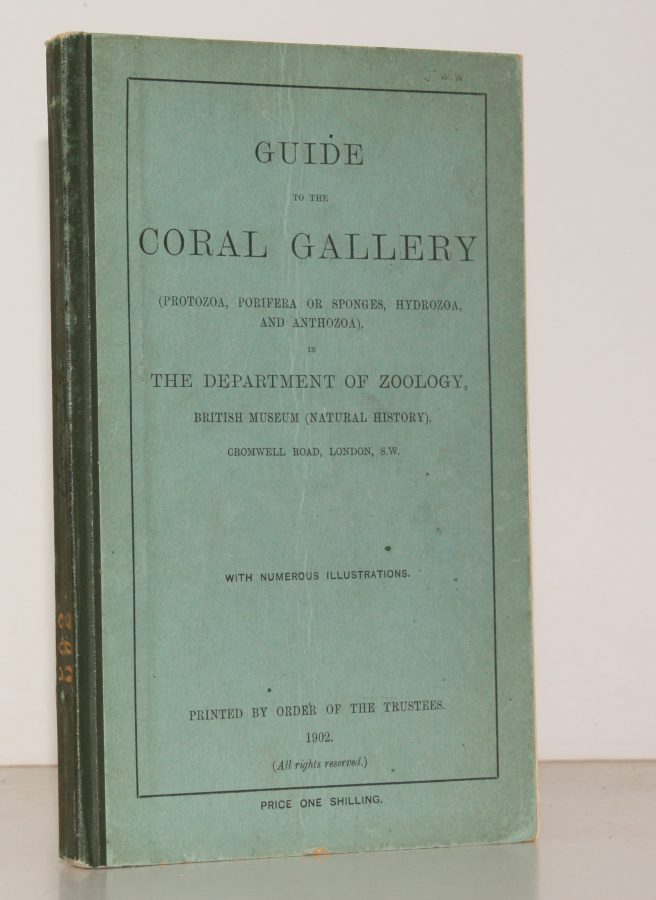 J. W. W.
GUIDE
TO THE
CORAL GALLERY
(PROTOZOA, PORIFERA OR SPONGES, HYDROZOA,
AND ANTHOZOA),
IN
THE DEPARTMENT OF ZOOLOGY,
BRITISH MUSEUM (NATURAL HISTORY).
CROMWELL ROAD, LONDON, S.W.
WITH NUMEROUS ILLUSTRATIONS.
PRINTED BY ORDER OF THE TRUSTEES.
1902.
(All rights reserved.)
PRICE ONE SHILLING.